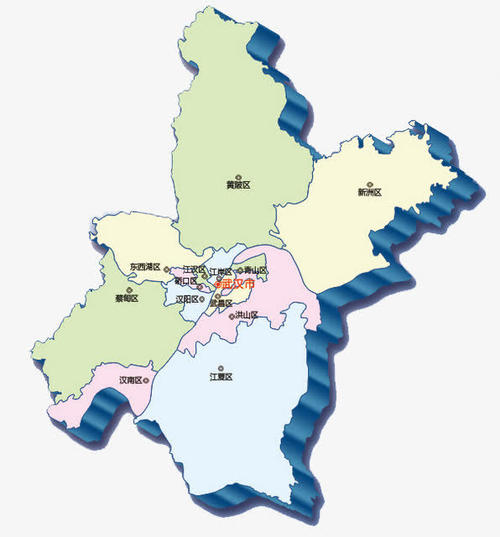 黄陂区
新洲区
东西湖区
江汉区
江岸区
青山区
硚口区
武汉市
蔡甸区
汉阳区
武昌区
洪山区
汉南区
江夏区